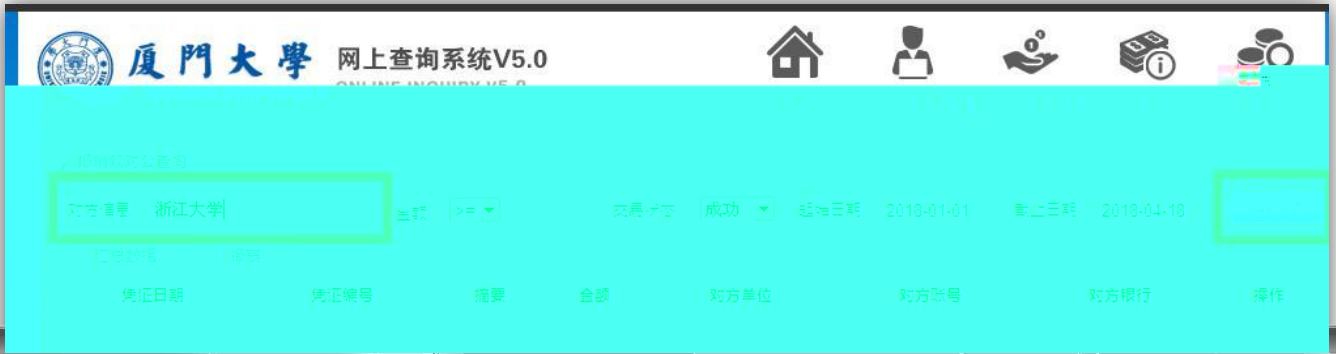 厦門大學 网上查询系统V5.0
ONLINE INQUIRY V5.0
对方信息 浙江大学 金额 >= 交易状态 成功 起始日期 2018-01-01 截止日期 2018-04-18
凭证日期 凭证编号 摘要 金额 对方单位 对方账号 对方银行 操作